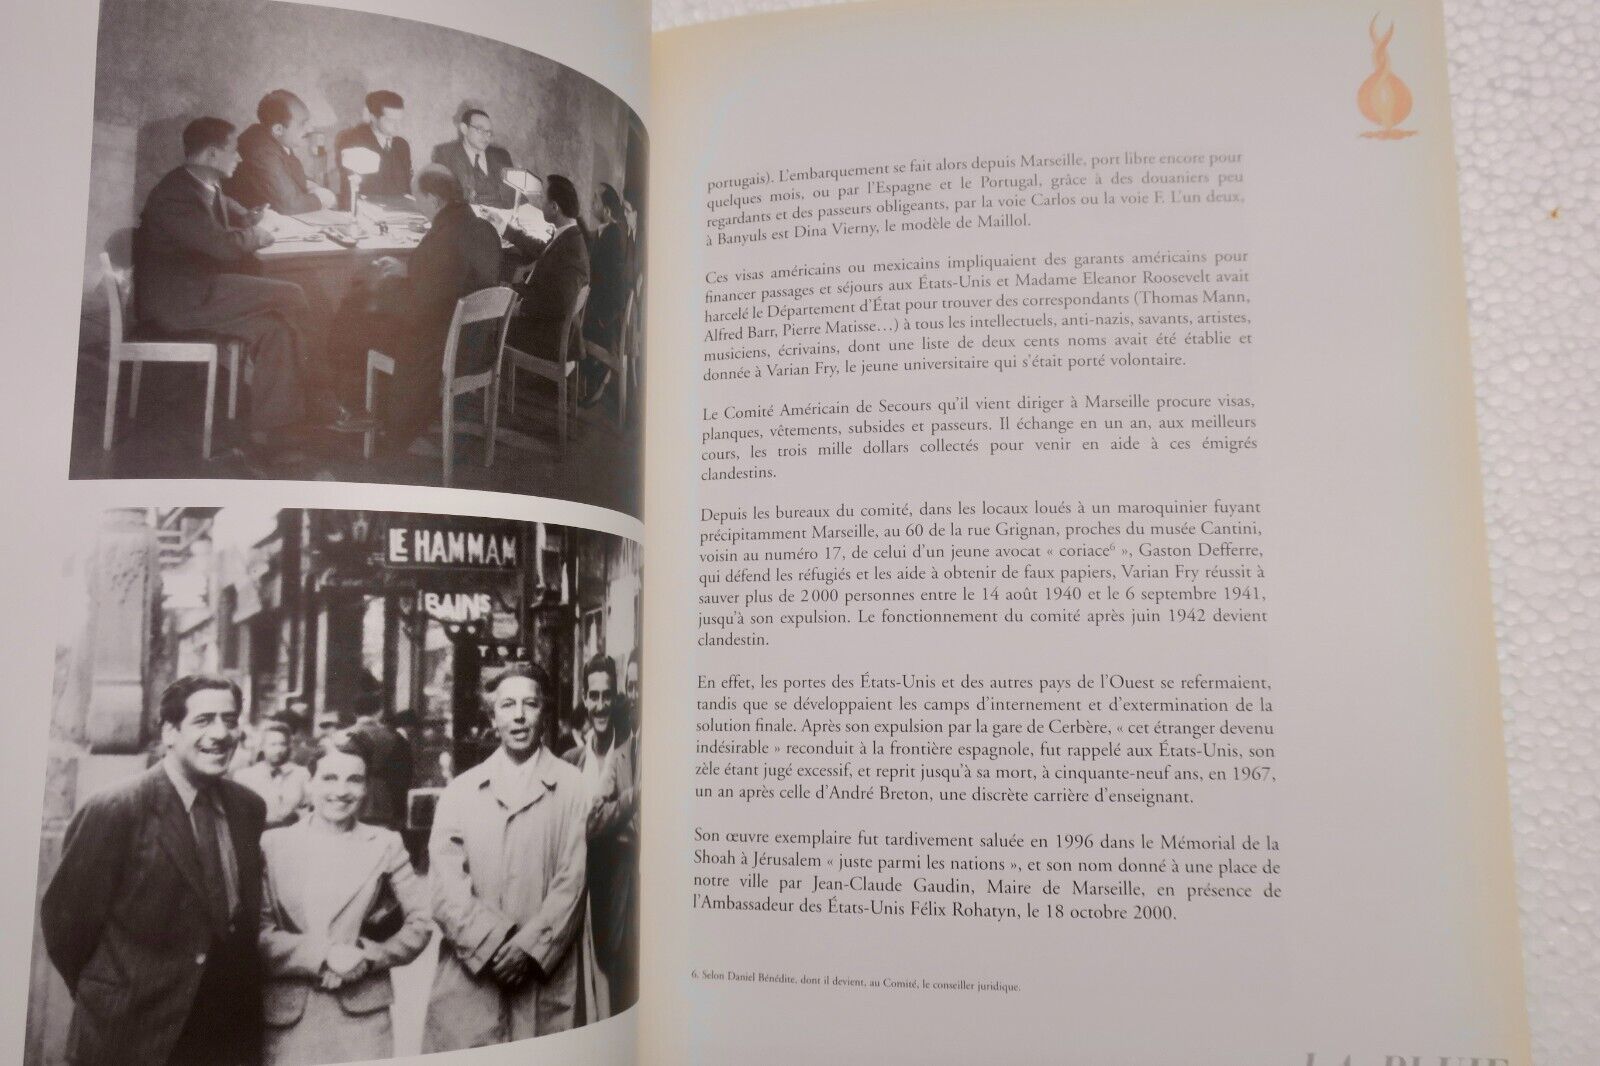 LE HAMMAM
BAINS
T S F
portugais). L'embarquement se fait alors depuis Marseille, port libre encore pour
quelques mois, ou par l'Espagne et le Portugal, grâce à des douaniers peu
regardants et des passeurs obligeants, par la voie Carlos ou la voie F. L'un deux,
à Banyuls est Dina Vierny, le modèle de Maillol.
Ces visas américains ou mexicains impliquaient des garants américains pour
financer passages et séjours aux États-Unis et Madame Eleanor Roosevelt avait
harcelé le Département d'État pour trouver des correspondants (Thomas Mann,
Alfred Barr, Pierre Matisse…) à tous les intellectuels, anti-nazis, savants, artistes,
musiciens, écrivains, dont une liste de deux cents noms avait été établie et
donnée à Varian Fry, le jeune universitaire qui s'était porté volontaire.
Le Comité Américain de Secours qu'il vient diriger à Marseille procure visas,
planques, vêtements, subsides et passeurs. Il échange en un an, aux meilleurs
cours, les trois mille dollars collectés pour venir en aide à ces émigrés
clandestins.
Depuis les bureaux du comité, dans les locaux loués à un maroquinier fuyant
précipitamment Marseille, au 60 de la rue Grignan, proches du musée Cantini,
voisin au numéro 17, de celui d'un jeune avocat « coriace⁶ », Gaston Defferre,
qui défend les réfugiés et les aide à obtenir de faux papiers, Varian Fry réussit à
sauver plus de 2 000 personnes entre le 14 août 1940 et le 6 septembre 1941,
jusqu'à son expulsion. Le fonctionnement du comité après juin 1942 devient
clandestin.
En effet, les portes des États-Unis et des autres pays de l'Ouest se refermaient,
tandis que se développaient les camps d'internement et d'extermination de la
solution finale. Après son expulsion par la gare de Cerbère, « cet étranger devenu
indésirable » reconduit à la frontière espagnole, fut rappelé aux États-Unis, son
zèle étant jugé excessif, et reprit jusqu'à sa mort, à cinquante-neuf ans, en 1967,
un an après celle d'André Breton, une discrète carrière d'enseignant.
Son œuvre exemplaire fut tardivement saluée en 1996 dans le Mémorial de la
Shoah à Jérusalem « juste parmi les nations », et son nom donné à une place de
notre ville par Jean-Claude Gaudin, Maire de Marseille, en présence de
l'Ambassadeur des États-Unis Félix Rohatyn, le 18 octobre 2000.
6. Selon Daniel Bénédite, dont il devient, au Comité, le conseiller juridique.
LA PLUIE